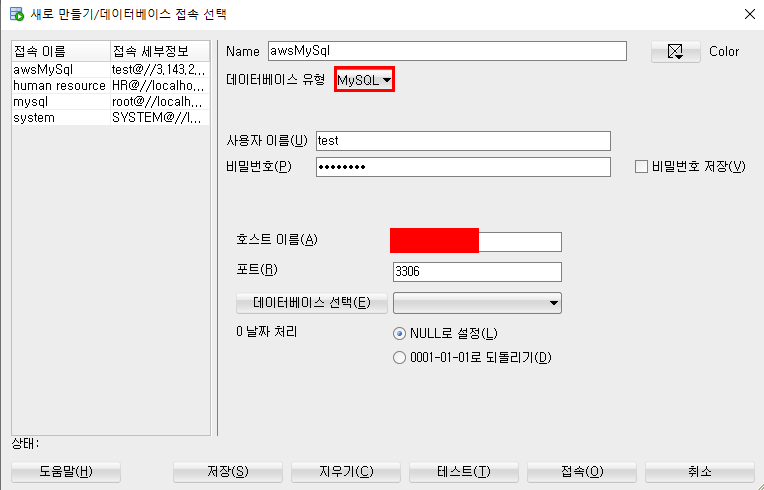 새로 만들기/데이터베이스 접속 선택
접속 이름 접속 세부정보
awsMySql test@//3,143,2,,,
human resource HR@//localho,,,
mysql root@//localh,,,
system SYSTEM@//l,,,
Name awsMySql Color
데이터베이스 유형 MySQL
사용자 이름(U) test
비밀번호(P) •••••••• 비밀번호 저장(V)
호스트 이름(A)
포트(R) 3306
데이터베이스 선택(E)
0 날짜 처리 NULL로 설정(L)
0001-01-01로 되돌리기(D)
상태:
도움말(H) 저장(S) 지우기(C) 테스트(T) 접속(O) 취소